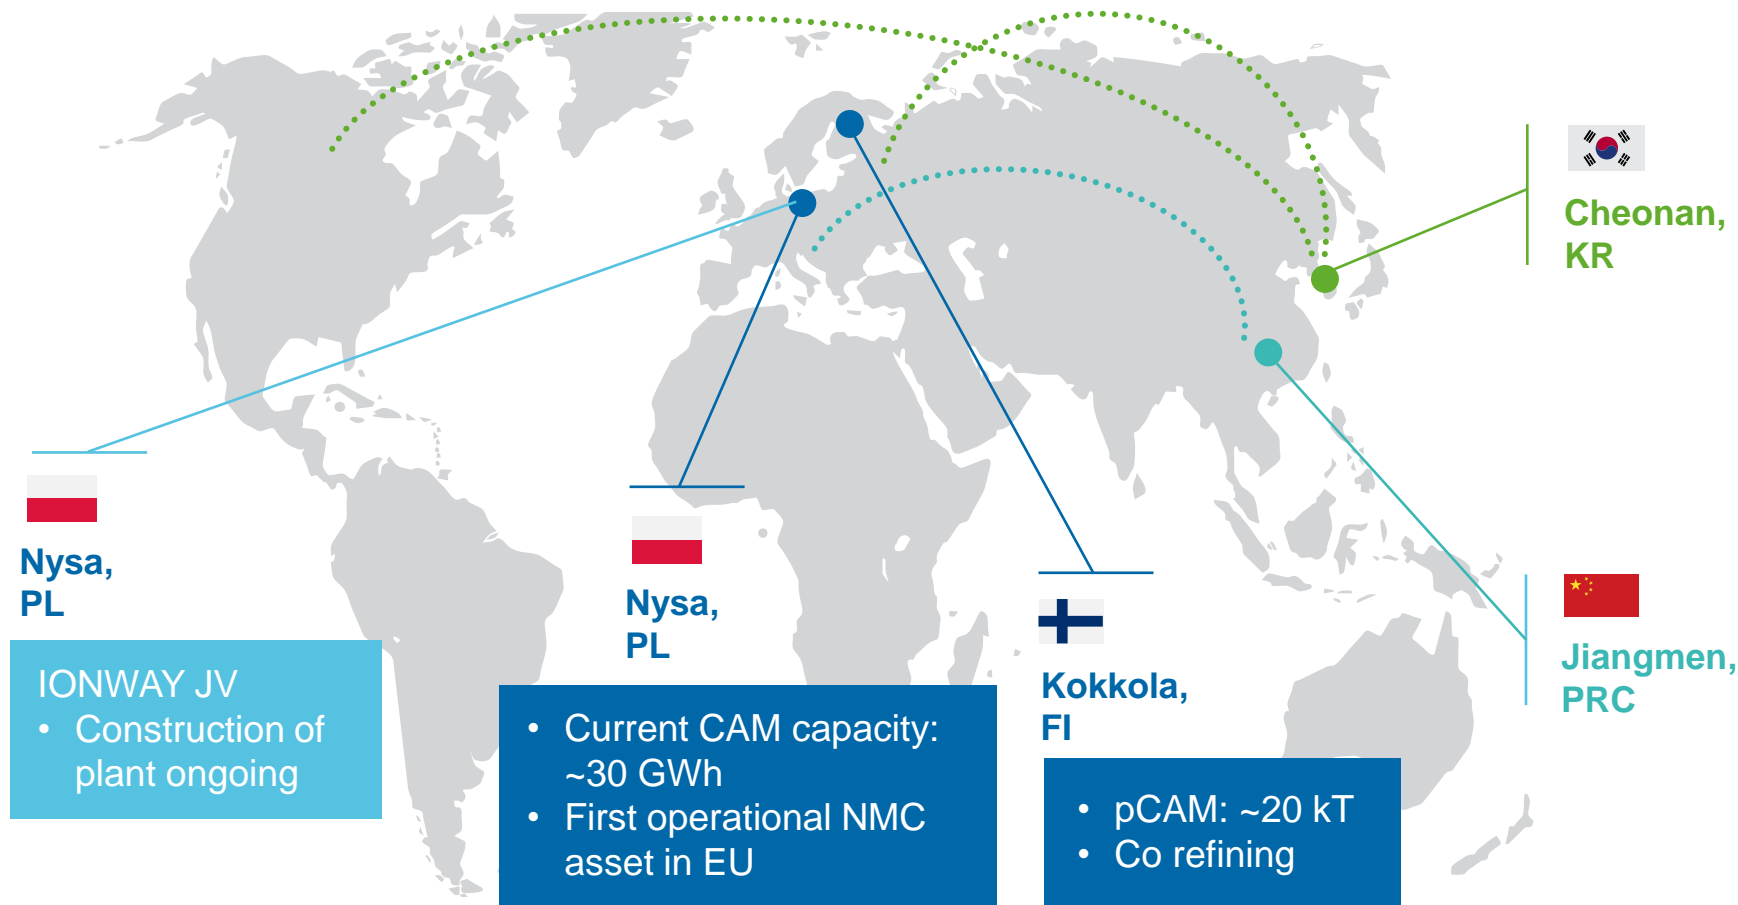 Cheonan,
KR
Nysa,
PL
IONWAY JV
• Construction of
plant ongoing
Nysa,
PL
• Current CAM capacity:
~30 GWh
• First operational NMC
asset in EU
Kokkola,
FI
• pCAM: ~20 kT
• Co refining
Jiangmen,
PRC